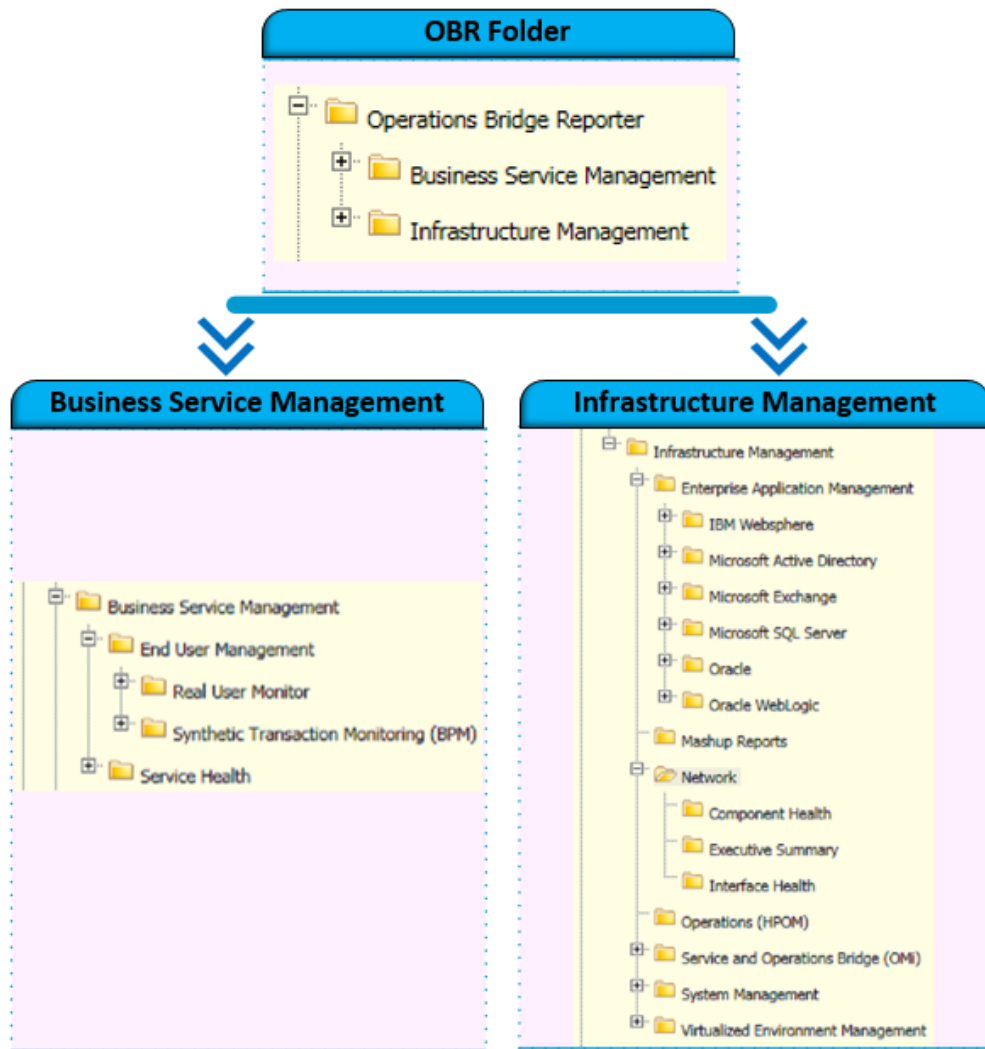 OBR Folder
Operations Bridge Reporter
Business Service Management
Infrastructure Management
Business Service Management
Business Service Management
End User Management
Real User Monitor
Synthetic Transaction Monitoring (BPM)
Service Health
Infrastructure Management
Infrastructure Management
Enterprise Application Management
IBM Websphere
Microsoft Active Directory
Microsoft Exchange
Microsoft SQL Server
Oracle
Oracle WebLogic
Mashup Reports
Network
Component Health
Executive Summary
Interface Health
Operations (HPOM)
Service and Operations Bridge (OMi)
System Management
Virtualized Environment Management